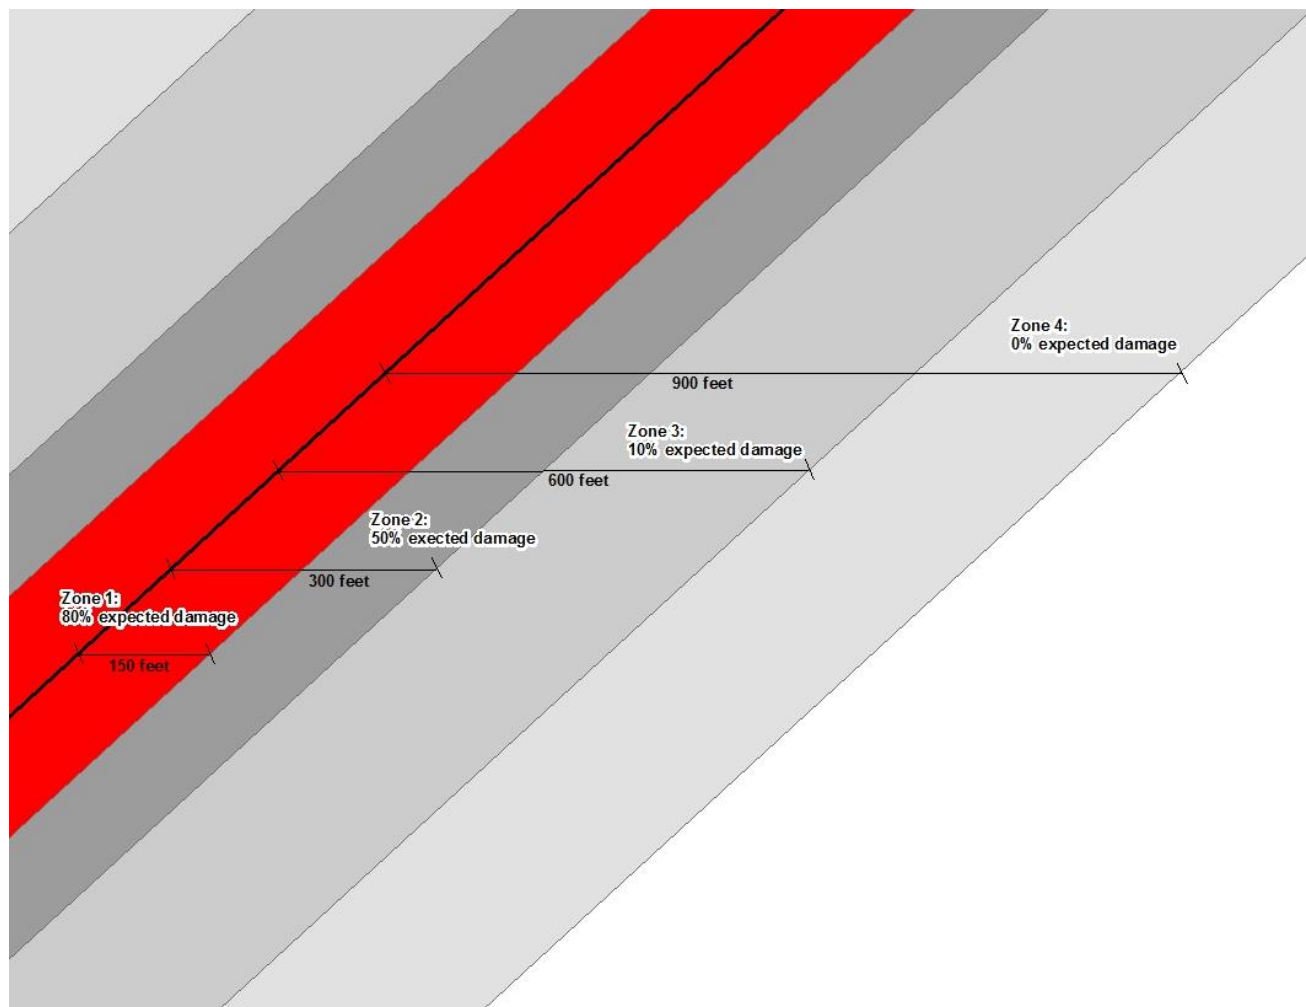 Zone 4:
0% expected damage
900 feet
Zone 3:
10% expected damage
600 feet
Zone 2:
50% exected damage
300 feet
Zone 1:
80% expected damage
150 feet